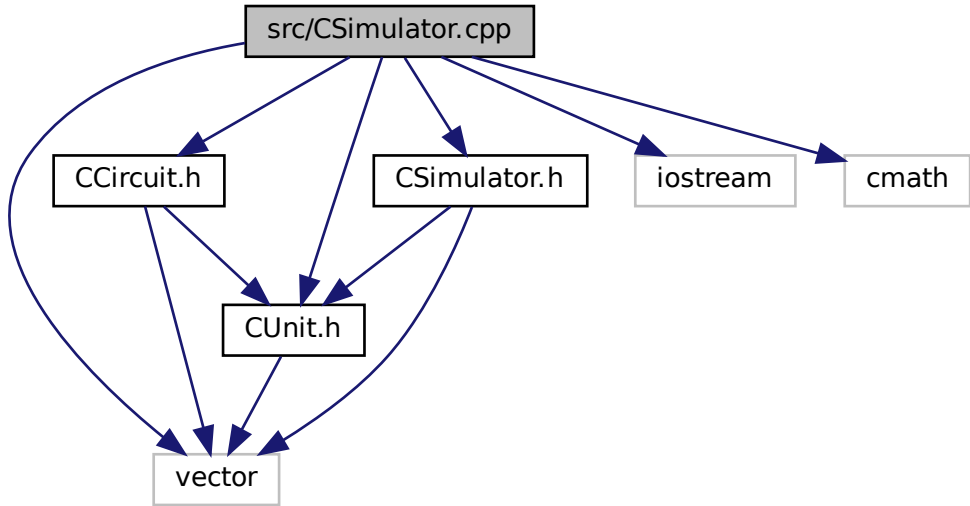 src/CSimulator.cpp
CCircuit.h
CSimulator.h
iostream
cmath
CUnit.h
vector